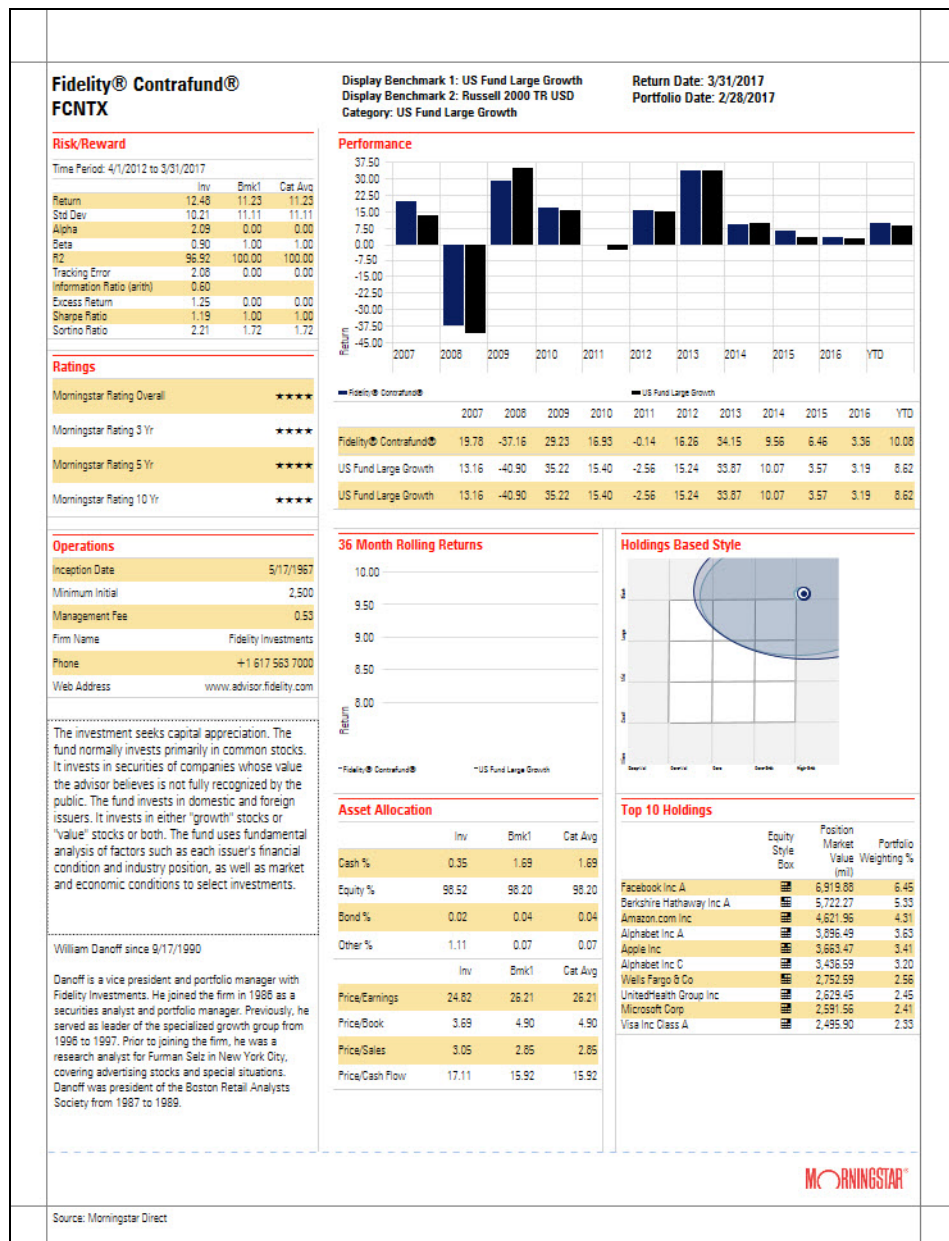 Fidelity® Contrafund®
FCNTX
Display Benchmark 1: US Fund Large Growth
Display Benchmark 2: Russell 2000 TR USD
Category: US Fund Large Growth
Return Date: 3/31/2017
Portfolio Date: 2/28/2017
Risk/Reward
Time Period: 4/1/2012 to 3/31/2017
Inv Bmk1 Cat Avg
Return 12.48 11.23 11.23
Std Dev 10.21 11.11 11.11
Alpha 2.09 0.00 0.00
Beta 0.90 1.00 1.00
R2 96.92 100.00 100.00
Tracking Error 2.08 0.00 0.00
Information Ratio (arith) 0.60
Excess Return 1.25 0.00 0.00
Sharpe Ratio 1.19 1.00 1.00
Sortino Ratio 2.21 1.72 1.72
Ratings
Morningstar Rating Overall ★★★★
Morningstar Rating 3 Yr ★★★★
Morningstar Rating 5 Yr ★★★★
Morningstar Rating 10 Yr ★★★★
Operations
Inception Date 5/17/1967
Minimum Initial 2,500
Management Fee 0.53
Firm Name Fidelity Investments
Phone +1 617 563 7000
Web Address www.advisor.fidelity.com
The investment seeks capital appreciation. The
fund normally invests primarily in common stocks.
It invests in securities of companies whose value
the advisor believes is not fully recognized by the
public. The fund invests in domestic and foreign
issuers. It invests in either "growth" stocks or
"value" stocks or both. The fund uses fundamental
analysis of factors such as each issuer's financial
condition and industry position, as well as market
and economic conditions to select investments.
William Danoff since 9/17/1990
Danoff is a vice president and portfolio manager with
Fidelity Investments. He joined the firm in 1986 as a
securities analyst and portfolio manager. Previously, he
served as leader of the specialized growth group from
1996 to 1997. Prior to joining the firm, he was a
research analyst for Furman Selz in New York City,
covering advertising stocks and special situations.
Danoff was president of the Boston Retail Analysts
Society from 1987 to 1989.
Performance
37.50
30.00
22.50
15.00
7.50
0.00
-7.50
-15.00
-22.50
-30.00
-37.50
-45.00
Return
2007 2008 2009 2010 2011 2012 2013 2014 2015 2016 YTD
Fidelity® Contrafund® US Fund Large Growth
2007 2008 2009 2010 2011 2012 2013 2014 2015 2016 YTD
Fidelity® Contrafund® 19.78 -37.16 29.23 16.93 -0.14 16.26 34.15 9.56 6.46 3.36 10.08
US Fund Large Growth 13.16 -40.90 35.22 15.40 -2.56 15.24 33.87 10.07 3.57 3.19 8.62
US Fund Large Growth 13.16 -40.90 35.22 15.40 -2.56 15.24 33.87 10.07 3.57 3.19 8.62
36 Month Rolling Returns
10.00
9.50
9.00
8.50
8.00
Return
Fidelity® Contrafund® US Fund Large Growth
Holdings Based Style
Asset Allocation
Inv Bmk1 Cat Avg
Cash % 0.35 1.69 1.69
Equity % 98.52 98.20 98.20
Bond % 0.02 0.04 0.04
Other % 1.11 0.07 0.07
Inv Bmk1 Cat Avg
Price/Earnings 24.82 26.21 26.21
Price/Book 3.69 4.90 4.90
Price/Sales 3.05 2.85 2.85
Price/Cash Flow 17.11 15.92 15.92
Top 10 Holdings
Equity Style Box Position Market Value (mil) Portfolio Weighting %
Facebook Inc A 6,919.88 6.45
Berkshire Hathaway Inc A 5,722.27 5.33
Amazon.com Inc 4,621.96 4.31
Alphabet Inc A 3,896.49 3.63
Apple Inc 3,663.47 3.41
Alphabet Inc C 3,436.59 3.20
Wells Fargo & Co 2,752.59 2.56
UnitedHealth Group Inc 2,629.45 2.45
Microsoft Corp 2,591.56 2.41
Visa Inc Class A 2,495.90 2.33
MORNINGSTAR®
Source: Morningstar Direct